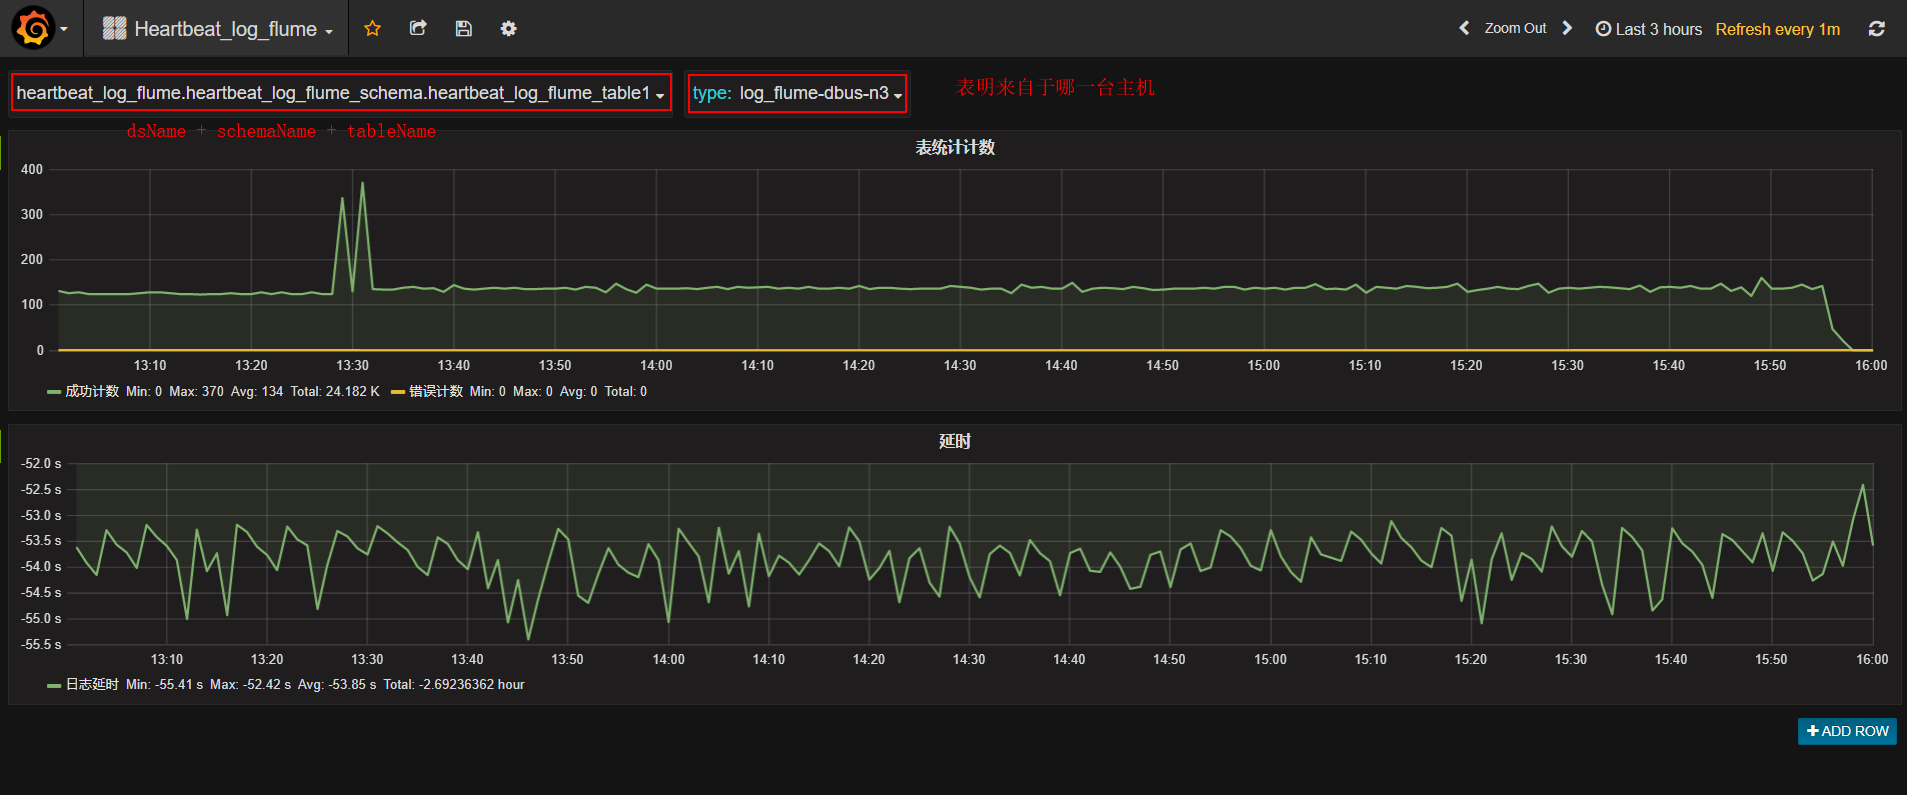 Heartbeat_log_flume
Zoom Out
Last 3 hours
Refresh every 1m
heartbeat_log_flume.heartbeat_log_flume_schema.heartbeat_log_flume_table1
type: log_flume-dbus-n3
表明来自于哪一台主机
dsName + schemaName + tableName
表统计计数
400
300
200
100
0
13:10 13:20 13:30 13:40 13:50 14:00 14:10 14:20 14:30 14:40 14:50 15:00 15:10 15:20 15:30 15:40 15:50 16:00
成功计数 Min: 0 Max: 370 Avg: 134 Total: 24.182 K 错误计数 Min: 0 Max: 0 Avg: 0 Total: 0
延时
-52.0 s
-52.5 s
-53.0 s
-53.5 s
-54.0 s
-54.5 s
-55.0 s
-55.5 s
13:10 13:20 13:30 13:40 13:50 14:00 14:10 14:20 14:30 14:40 14:50 15:00 15:10 15:20 15:30 15:40 15:50 16:00
日志延时 Min: -55.41 s Max: -52.42 s Avg: -53.85 s Total: -2.69236362 hour
ADD ROW